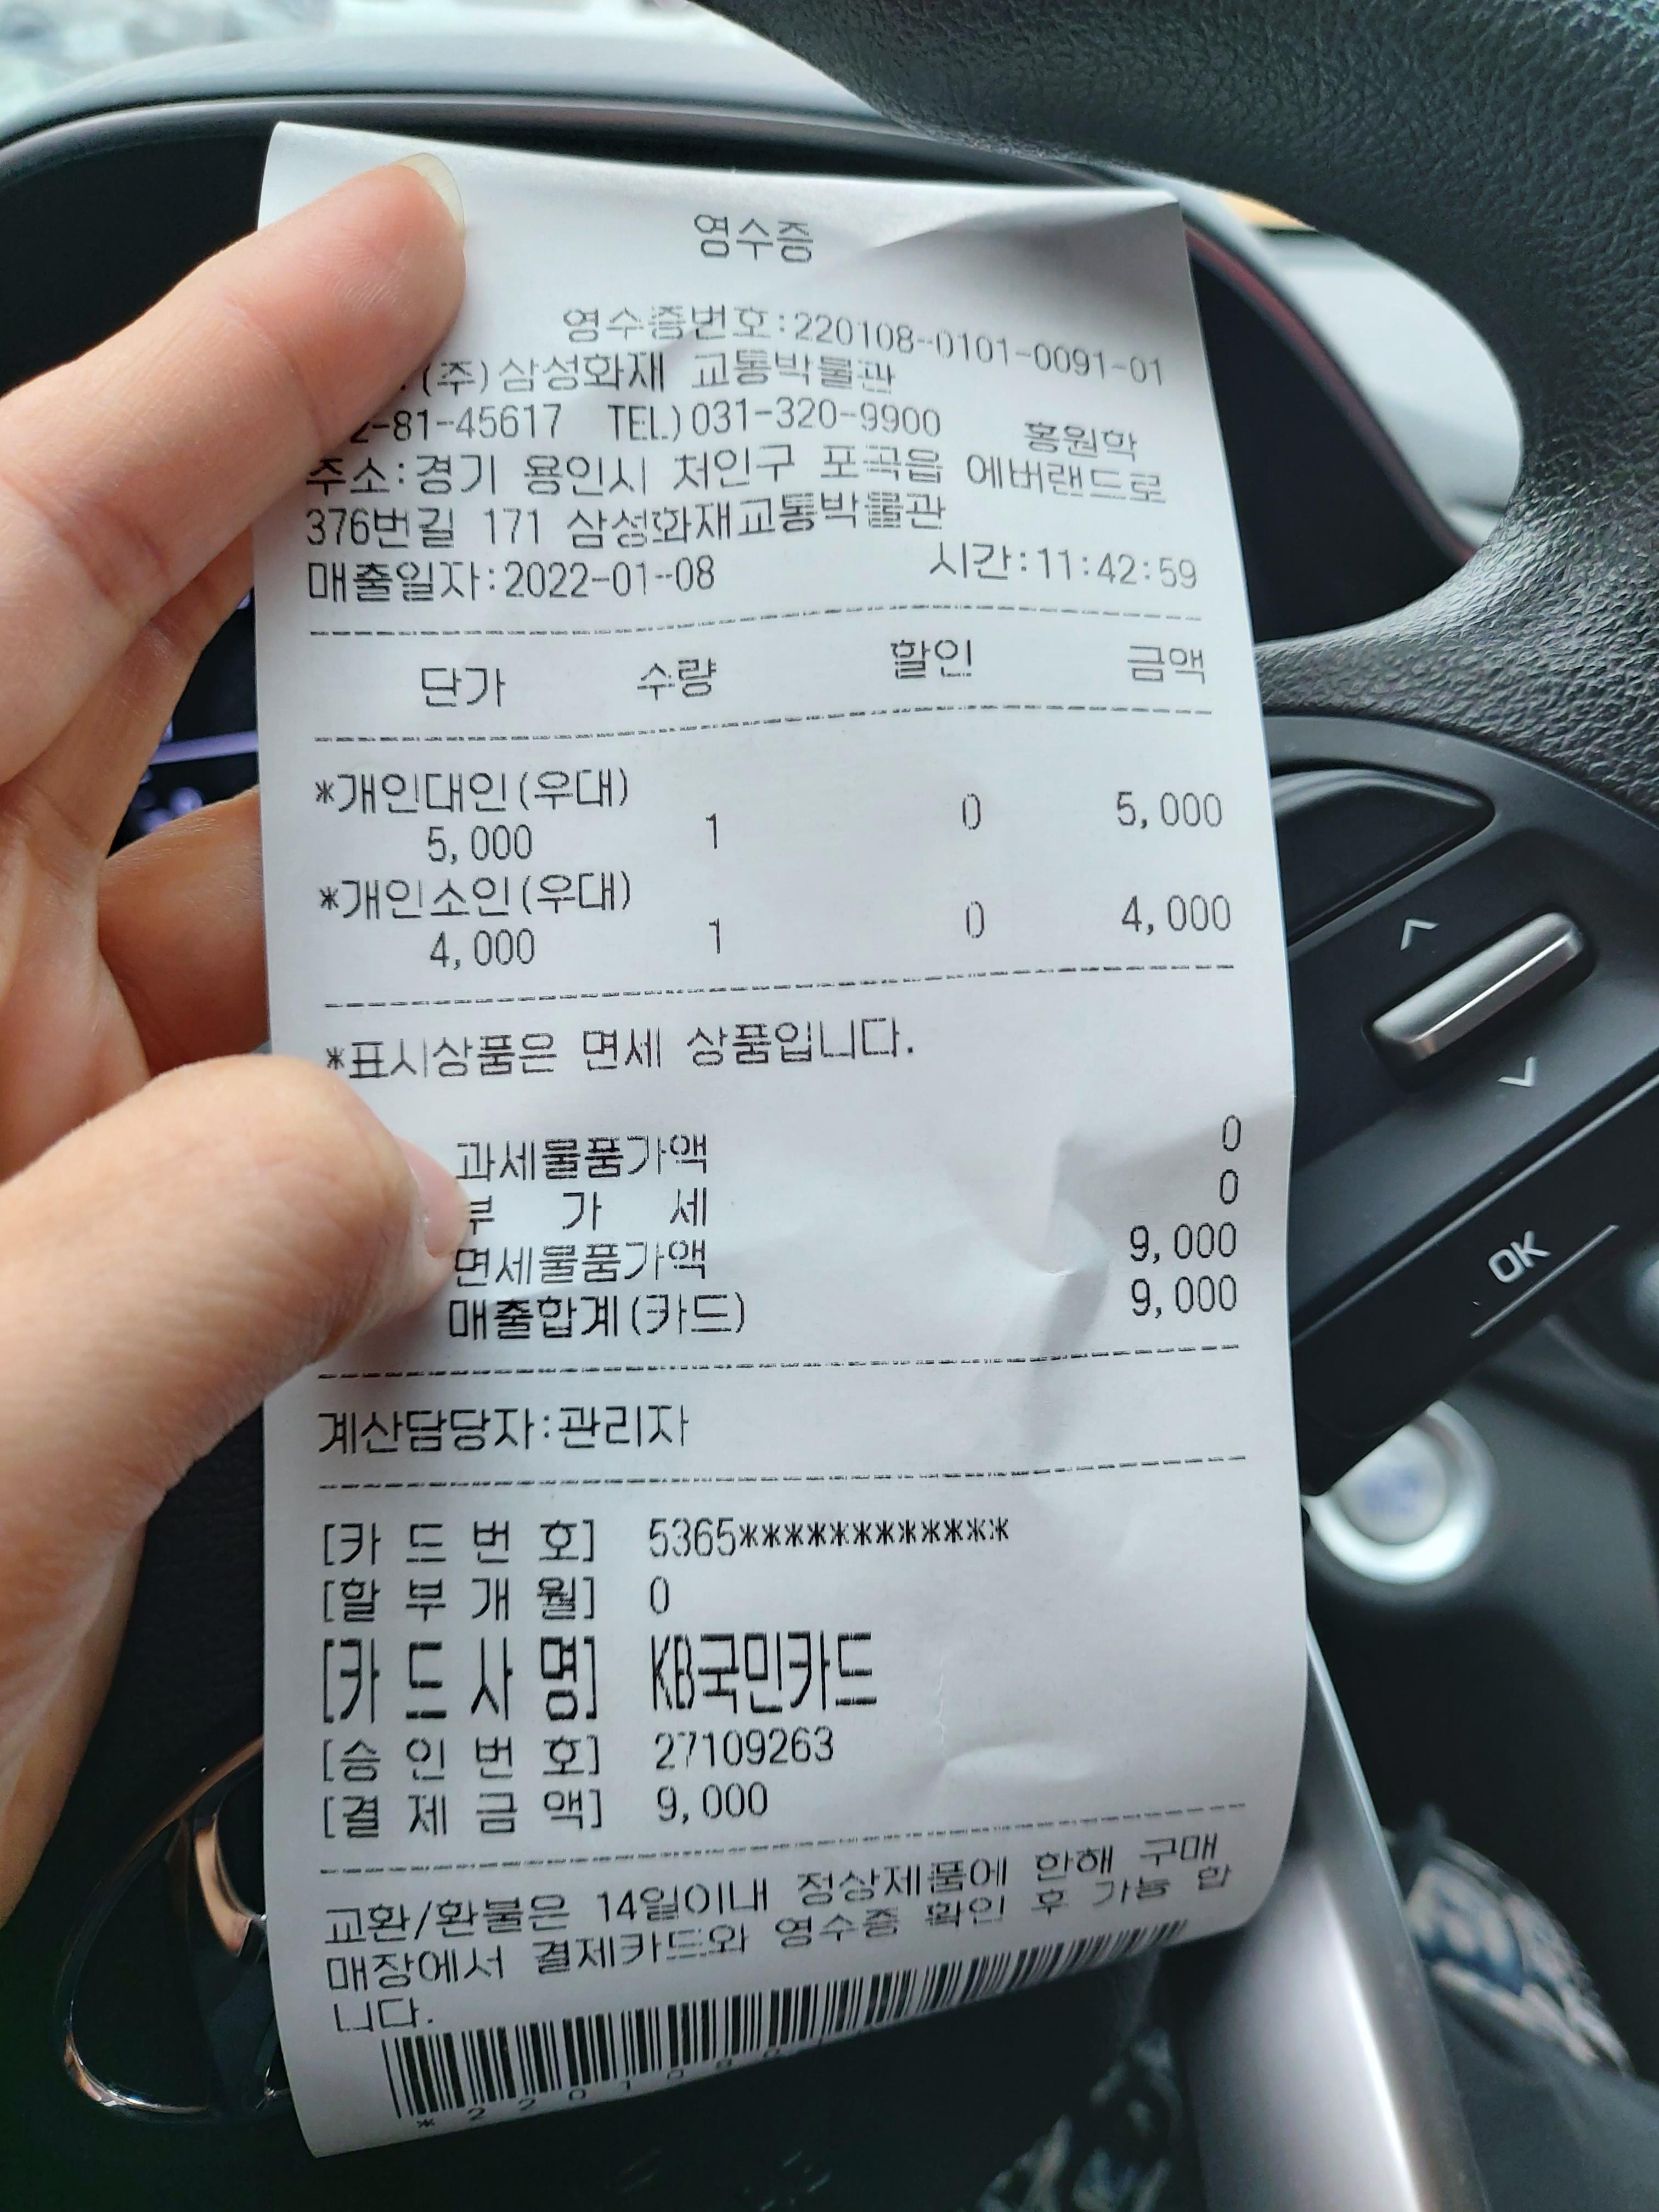 영수증
영수증번호:220108-0101-0091-01
(주)삼성화재 교통박물관
2-81-45617 TEL)031-320-9900 홍원학
주소:경기 용인시 처인구 포곡읍 에버랜드로
376번길 171 삼성화재교통박물관
매출일자:2022-01-08 시간:11:42:59
단가 수량 할인 금액
*개인대인(우대)
5,000 1 0 5,000
*개인소인(우대)
4,000 1 0 4,000
*표시상품은 면세 상품입니다.
과세물품가액 0
부 가 세 0
면세물품가액 9,000
매출합계(카드) 9,000
계산담당자:관리자
[카 드 번 호] 5365************
[할 부 개 월] 0
[카 드 사 명] KB국민카드
[승 인 번 호] 27109263
[결 제 금 액] 9,000
교환/환불은 14일이내 정상제품에 한해 구매
매장에서 결제카드와 영수증 확인 후 가능 합
니다.
OK